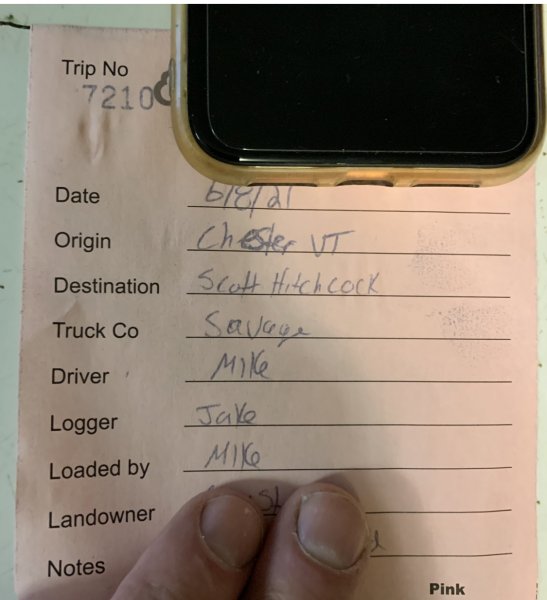 Trip No
7210
Date 6/8/21
Origin Chester VT
Destination Scott Hitchcock
Truck Co Savage
Driver Mike
Logger Jake
Loaded by Mike
Landowner
Notes
Pink